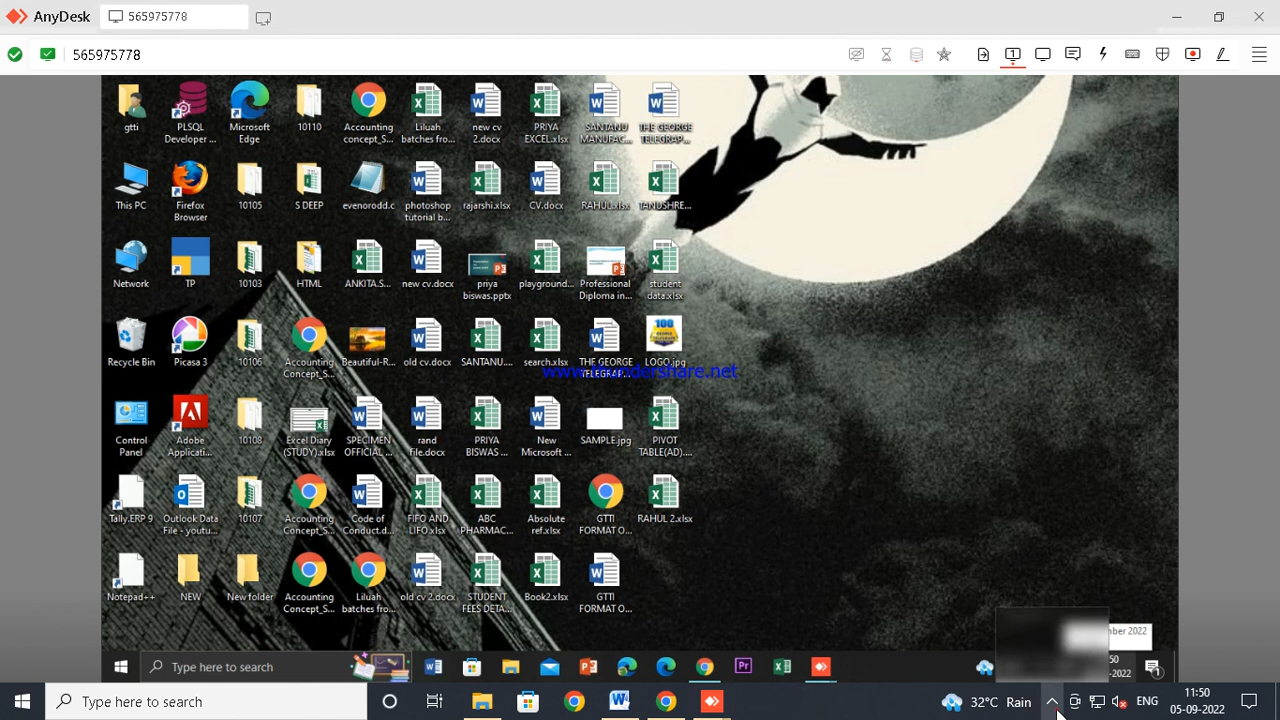 AnyDesk
565975778
565975778
1
gtti
PLSQL Developer ...
Microsoft Edge
10110
Accounting concept_S...
Liluah batches fro...
new cv 2.docx
PRIYA EXCEL.xlsx
SANTANU MANUFAC...
THE GEORGE TELEGRAP...
This PC
Firefox Browser
10105
S DEEP
evenorodd.c
photoshop tutorial b...
rajarshi.xlsx
CV.docx
RAHUL.xlsx
TANUSHRE...
Network
TP
10103
HTML
ANKITA.S...
new cv.docx
priya biswas.pptx
playground...
Professional Diploma in...
student data.xlsx
Recycle Bin
Picasa 3
10106
Accounting Concept_S...
Beautiful-R...
old cv.docx
SANTANU....
search.xlsx
THE GEORGE TELEGRAP...
LOGO.jpg
Control Panel
Adobe Applicati...
10108
Excel Diary (STUDY).xlsx
SPECIMEN OFFICIAL ...
rand file.docx
PRIYA BISWAS ...
New Microsoft ...
SAMPLE.jpg
PIVOT TABLE(AD)....
Tally.ERP 9
Outlook Data File - youtu...
10107
Accounting Concept_S...
Code of Conduct.d...
FIFO AND LIFO.xlsx
ABC PHARMAC...
Absolute ref.xlsx
GTTI FORMAT O...
RAHUL 2.xlsx
Notepad++
NEW
New folder
Accounting Concept_S...
Liluah batches fro...
old cv 2.docx
STUDENT FEES DETA...
Book2.xlsx
GTTI FORMAT O...
Type here to search
Type here to search
32°C Rain
ENG
11:50
05-09-2022